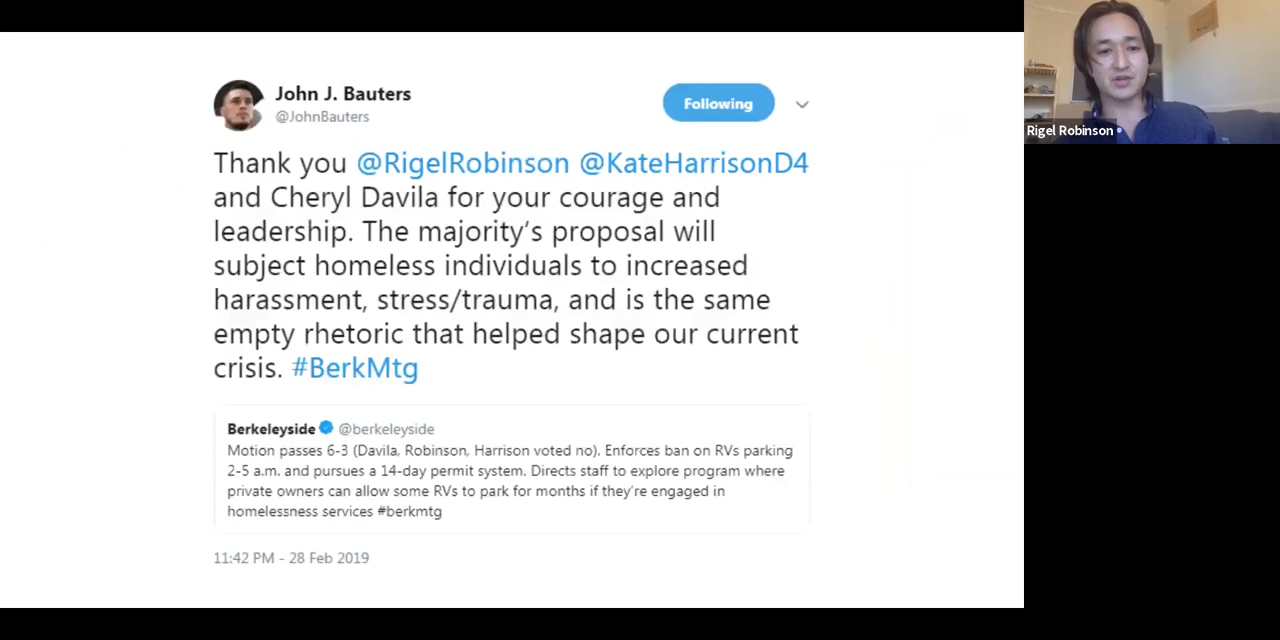 John J. Bauters
@JohnBauters
Following
Thank you @RigelRobinson @KateHarrisonD4
and Cheryl Davila for your courage and
leadership. The majority's proposal will
subject homeless individuals to increased
harassment, stress/trauma, and is the same
empty rhetoric that helped shape our current
crisis. #BerkMtg
Berkeleyside @berkeleyside
Motion passes 6-3 (Davila, Robinson, Harrison voted no). Enforces ban on RVs parking
2-5 a.m. and pursues a 14-day permit system. Directs staff to explore program where
private owners can allow some RVs to park for months if they're engaged in
homelessness services #berkmtg
11:42 PM - 28 Feb 2019
Rigel Robinson